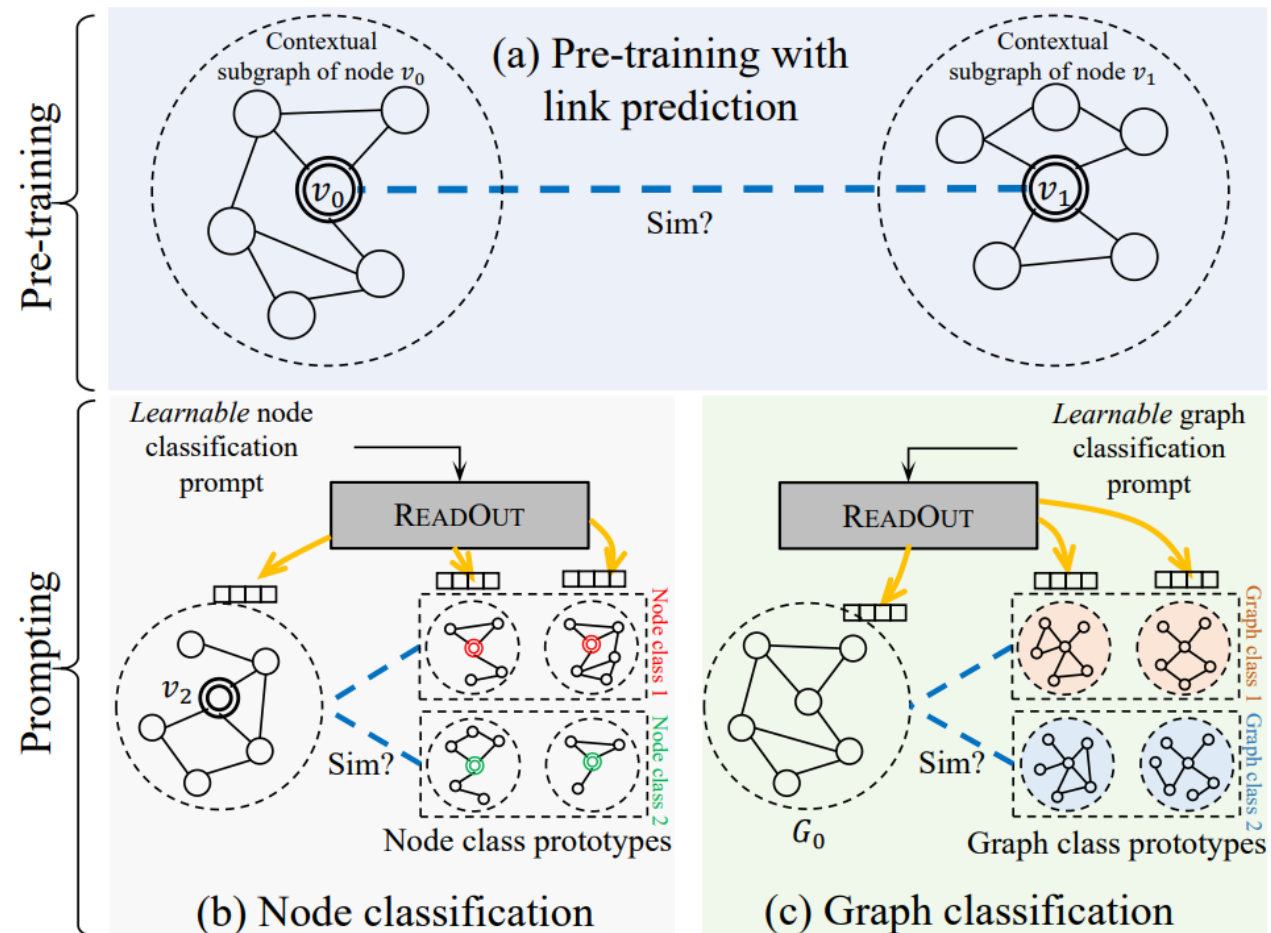 Pre-training
Contextual
subgraph of node v₀
(a) Pre-training with
link prediction
Contextual
subgraph of node v₁
v₀
v₁
Sim?
Prompting
Learnable node
classification
prompt
READOUT
v₂
Sim?
Node class 1
Node class 2
Node class prototypes
(b) Node classification
Learnable graph
classification
prompt
READOUT
G₀
Sim?
Graph class 1
Graph class 2
Graph class prototypes
(c) Graph classification